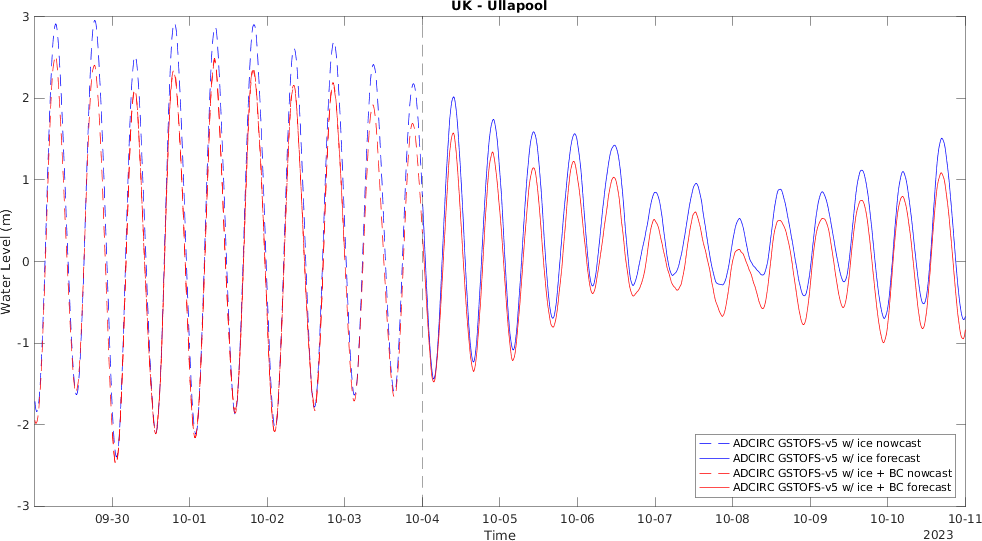 UK - Ullapool
3
2
1
0
-1
-2
-3
Water Level (m)
09-30
10-01
10-02
10-03
10-04
10-05
10-06
10-07
10-08
10-09
10-10
10-11
Time
2023
ADCIRC GSTOFS-v5 w/ ice nowcast
ADCIRC GSTOFS-v5 w/ ice forecast
ADCIRC GSTOFS-v5 w/ ice + BC nowcast
ADCIRC GSTOFS-v5 w/ ice + BC forecast